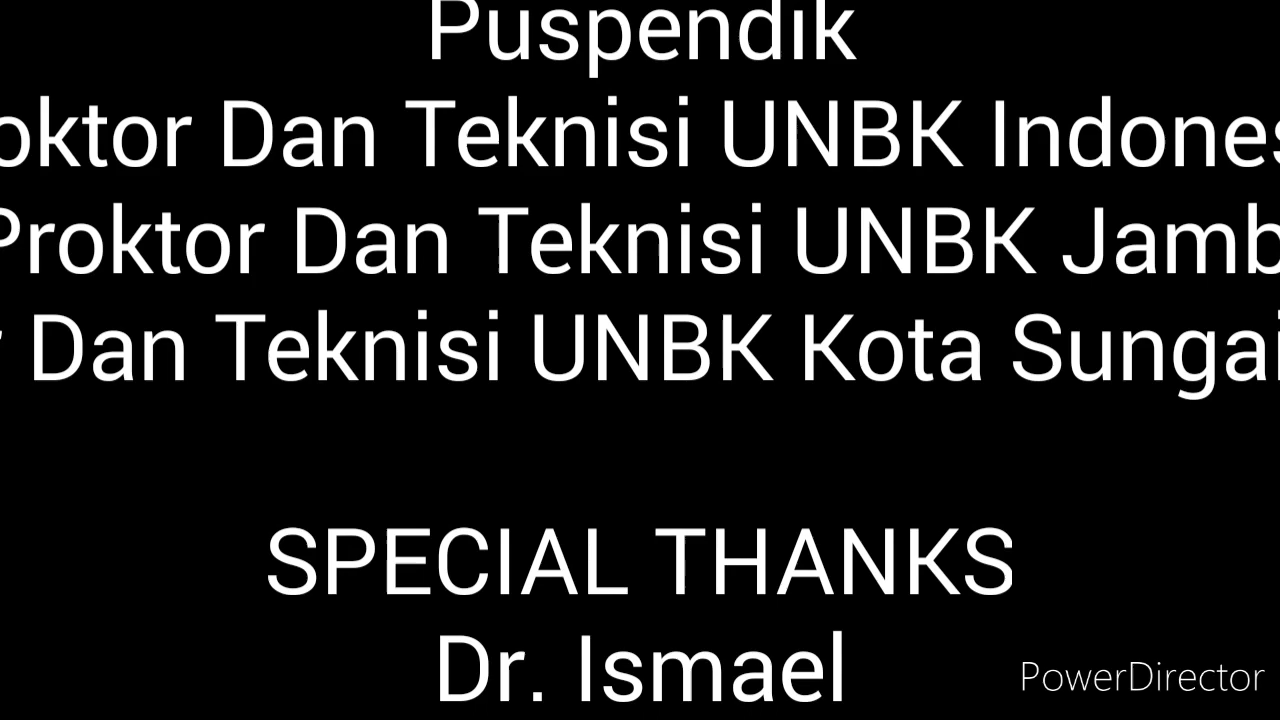 Puspendik
oktor Dan Teknisi UNBK Indones
Proktor Dan Teknisi UNBK Jamb
r Dan Teknisi UNBK Kota Sungai
SPECIAL THANKS
Dr. Ismael
PowerDirector